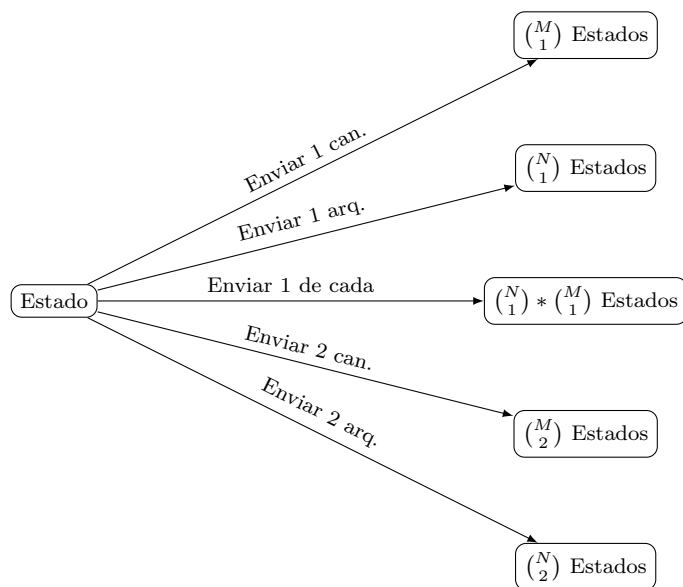 (M 1) Estados
Enviar 1 can.
(N 1) Estados
Enviar 1 arq.
Estado
Enviar 1 de cada
(N 1) * (M 1) Estados
Enviar 2 can.
(M 2) Estados
Enviar 2 arq.
(N 2) Estados